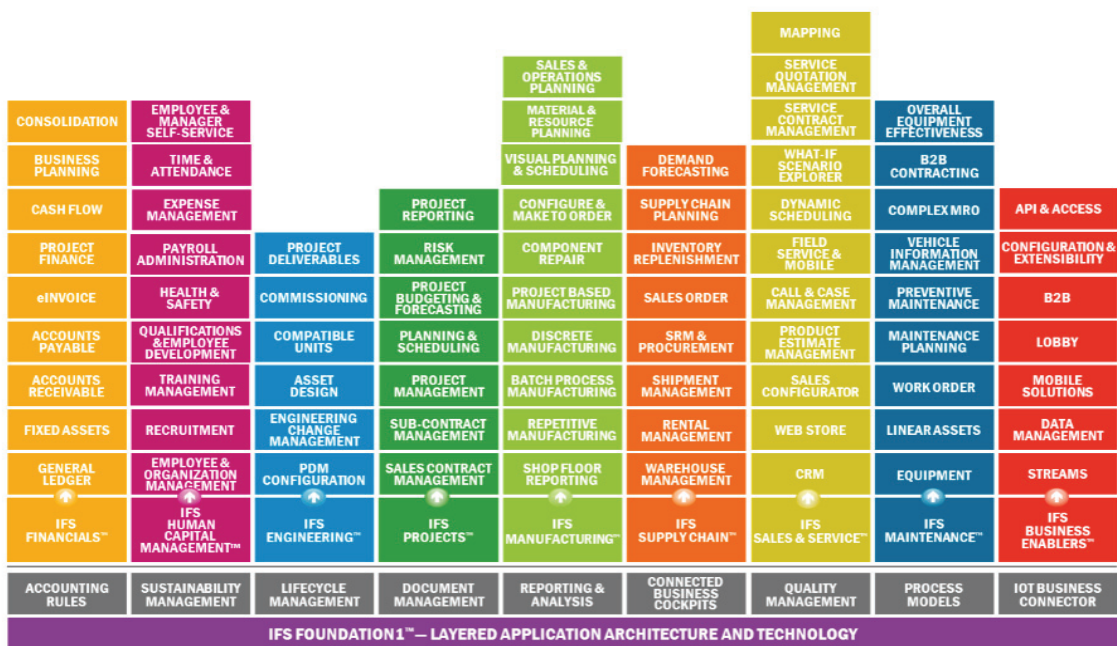 MAPPING
SALES &
OPERATIONS
PLANNING
SERVICE
QUOTATION
MANAGEMENT
CONSOLIDATION
EMPLOYEE &
MANAGER
SELF-SERVICE
MATERIAL &
RESOURCE
PLANNING
SERVICE
CONTRACT
MANAGEMENT
OVERALL
EQUIPMENT
EFFECTIVENESS
BUSINESS
PLANNING
TIME &
ATTENDANCE
VISUAL PLANNING
& SCHEDULING
DEMAND
FORECASTING
WHAT-IF
SCENARIO
EXPLORER
B2B
CONTRACTING
CASH FLOW
EXPENSE
MANAGEMENT
PROJECT
REPORTING
CONFIGURE &
MAKE TO ORDER
SUPPLY CHAIN
PLANNING
DYNAMIC
SCHEDULING
COMPLEX MRO
API & ACCESS
PROJECT
FINANCE
PAYROLL
ADMINISTRATION
PROJECT
DELIVERABLES
RISK
MANAGEMENT
COMPONENT
REPAIR
INVENTORY
REPLENISHMENT
FIELD
SERVICE &
MOBILE
VEHICLE
INFORMATION
MANAGEMENT
CONFIGURATION &
EXTENSIBILITY
eINVOICE
HEALTH &
SAFETY
COMMISSIONING
PROJECT
BUDGETING &
FORECASTING
PROJECT BASED
MANUFACTURING
SALES ORDER
CALL & CASE
MANAGEMENT
PREVENTIVE
MAINTENANCE
B2B
ACCOUNTS
PAYABLE
QUALIFICATIONS
&EMPLOYEE
DEVELOPMENT
COMPATIBLE
UNITS
PLANNING &
SCHEDULING
DISCRETE
MANUFACTURING
SRM &
PROCUREMENT
PRODUCT
ESTIMATE
MANAGEMENT
MAINTENANCE
PLANNING
LOBBY
ACCOUNTS
RECEIVABLE
TRAINING
MANAGEMENT
ASSET
DESIGN
PROJECT
MANAGEMENT
BATCH PROCESS
MANUFACTURING
SHIPMENT
MANAGEMENT
SALES
CONFIGURATOR
WORK ORDER
MOBILE
SOLUTIONS
FIXED ASSETS
RECRUITMENT
ENGINEERING
CHANGE
MANAGEMENT
SUB-CONTRACT
MANAGEMENT
REPETITIVE
MANUFACTURING
RENTAL
MANAGEMENT
WEB STORE
LINEAR ASSETS
DATA
MANAGEMENT
GENERAL
LEDGER
EMPLOYEE &
ORGANIZATION
MANAGEMENT
PDM
CONFIGURATION
SALES CONTRACT
MANAGEMENT
SHOP FLOOR
REPORTING
WAREHOUSE
MANAGEMENT
CRM
EQUIPMENT
STREAMS
IFS
FINANCIALS™
IFS
HUMAN
CAPITAL
MANAGEMENT™
IFS
ENGINEERING™
IFS
PROJECTS™
IFS
MANUFACTURING™
IFS
SUPPLY CHAIN™
IFS
SALES & SERVICE™
IFS
MAINTENANCE™
IFS
BUSINESS
ENABLERS™
ACCOUNTING
RULES
SUSTAINABILITY
MANAGEMENT
LIFECYCLE
MANAGEMENT
DOCUMENT
MANAGEMENT
REPORTING &
ANALYSIS
CONNECTED
BUSINESS
COCKPITS
QUALITY
MANAGEMENT
PROCESS
MODELS
IOT BUSINESS
CONNECTOR
IFS FOUNDATION1™— LAYERED APPLICATION ARCHITECTURE AND TECHNOLOGY